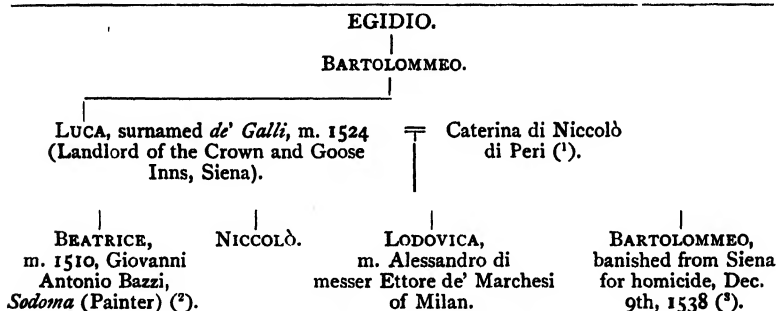 EGIDIO.
BARTOLOMMEO.
LUCA, surnamed de' Galli, m. 1524
(Landlord of the Crown and Goose
Inns, Siena).
= Caterina di Niccolò
di Peri (¹).
BEATRICE,
m. 1510, Giovanni
Antonio Bazzi,
Sodoma (Painter) (²).
NICCOLÒ.
LODOVICA,
m. Alessandro di
messer Ettore de' Marchesi
of Milan.
BARTOLOMMEO,
banished from Siena
for homicide, Dec.
9th, 1538 (³).